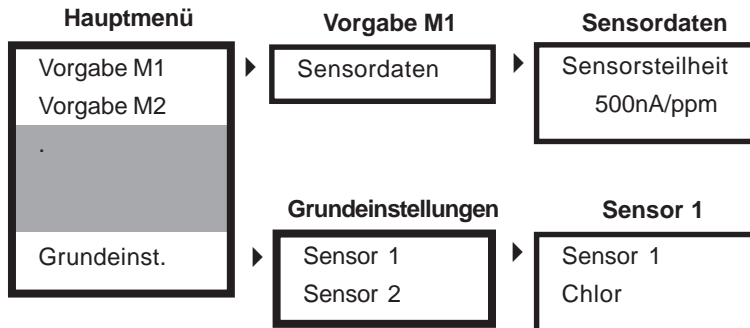 Hauptmenü
Vorgabe M1
Sensordaten
Vorgabe M1
Vorgabe M2
.
Grundeinst.
Sensordaten
Sensorsteilheit
500nA/ppm
Grundeinstellungen
Sensor 1
Sensor 1
Sensor 2
Sensor 1
Chlor